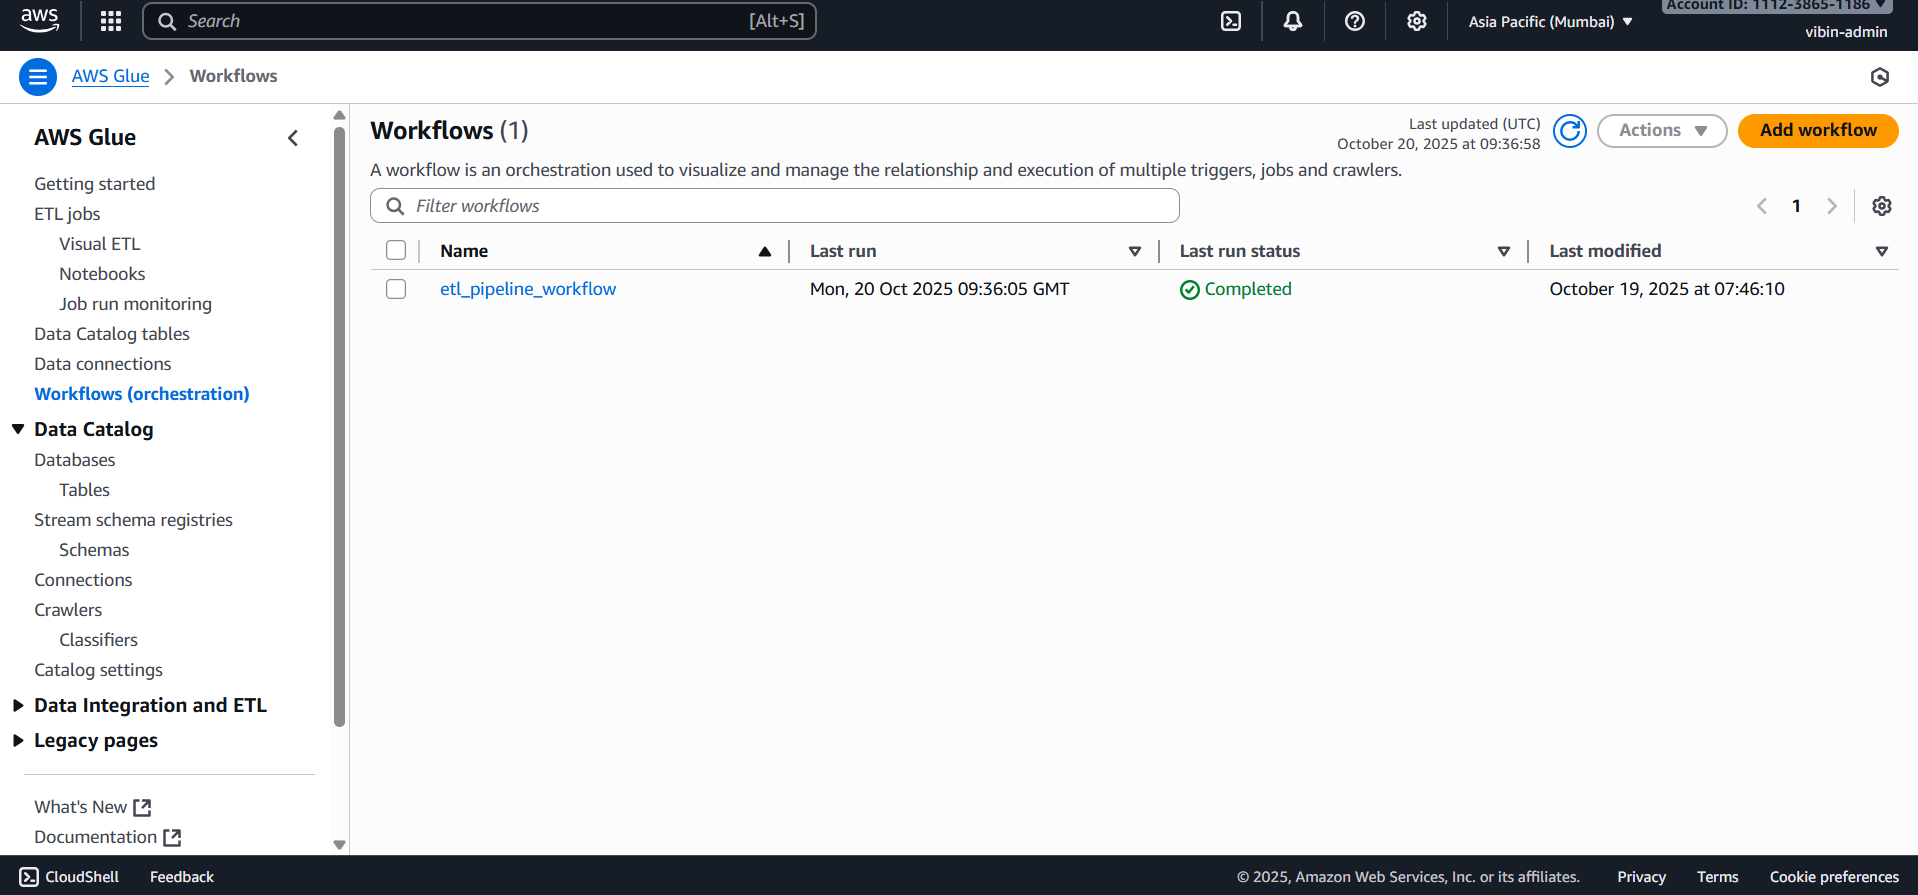 aws
Search
[Alt+S]
Asia Pacific (Mumbai)
Account ID: 1112-3865-1186
vibin-admin
AWS Glue
Workflows
AWS Glue
Getting started
ETL jobs
Visual ETL
Notebooks
Job run monitoring
Data Catalog tables
Data connections
Workflows (orchestration)
Data Catalog
Databases
Tables
Stream schema registries
Schemas
Connections
Crawlers
Classifiers
Catalog settings
Data Integration and ETL
Legacy pages
What's New
Documentation
Workflows (1)
Last updated (UTC)
October 20, 2025 at 09:36:58
Actions
Add workflow
A workflow is an orchestration used to visualize and manage the relationship and execution of multiple triggers, jobs and crawlers.
Filter workflows
1
Name Last run Last run status Last modified
etl_pipeline_workflow Mon, 20 Oct 2025 09:36:05 GMT Completed October 19, 2025 at 07:46:10
CloudShell Feedback © 2025, Amazon Web Services, Inc. or its affiliates. Privacy Terms Cookie preferences